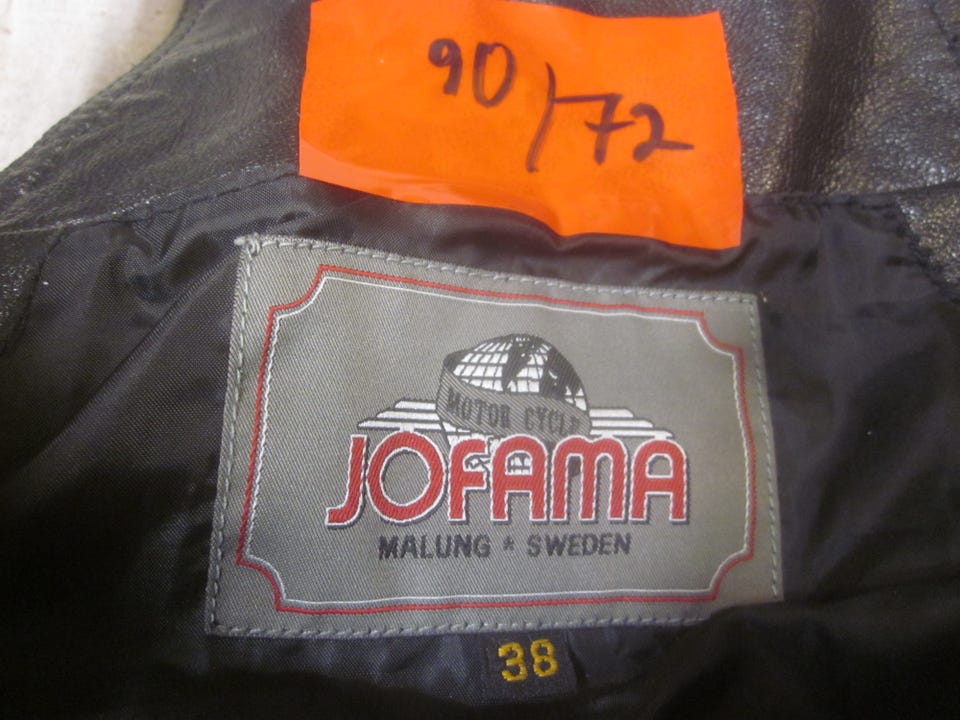 90/72
MOTOR CYCLE
JOFAMA
MALUNG * SWEDEN
38